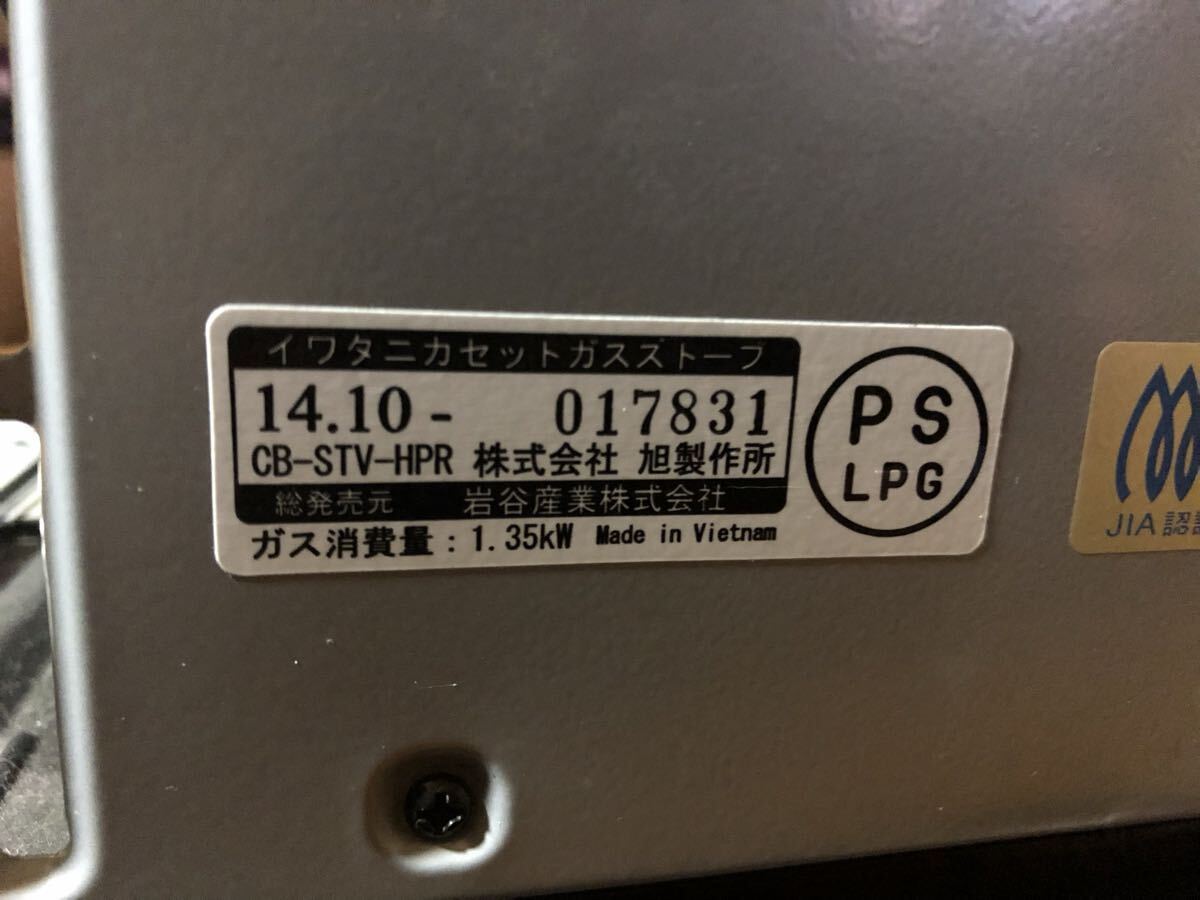 イワタニカセットガスストーブ
14.10 - 017831
CB-STV-HPR 株式会社 旭製作所
総発売元 岩谷産業株式会社
ガス消費量：1.35kW Made in Vietnam
PS
LPG
JIA 認